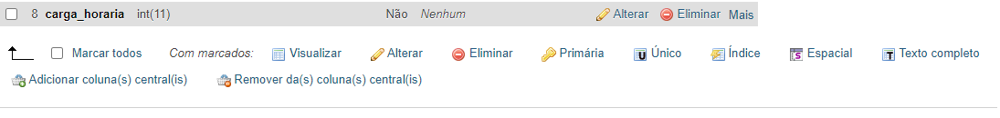 8 carga_horaria int(11) Não Nenhum Alterar Eliminar Mais
Marcar todos Com marcados: Visualizar Alterar Eliminar Primária Único Índice Espacial Texto completo
Adicionar coluna(s) central(is) Remover da(s) coluna(s) central(is)